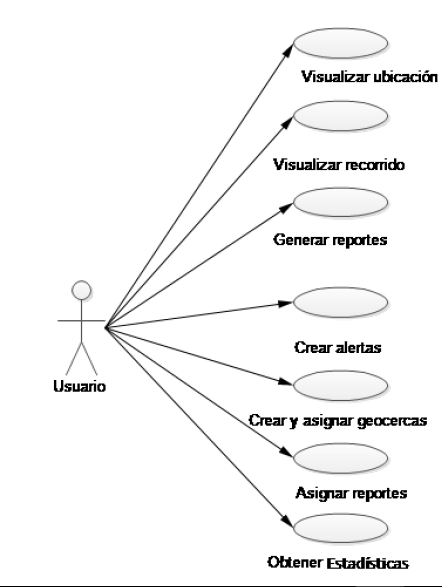 Visualizar ubicación
Visualizar recorrido
Generar reportes
Crear alertas
Usuario
Crear y asignar geocercas
Asignar reportes
Obtener Estadísticas